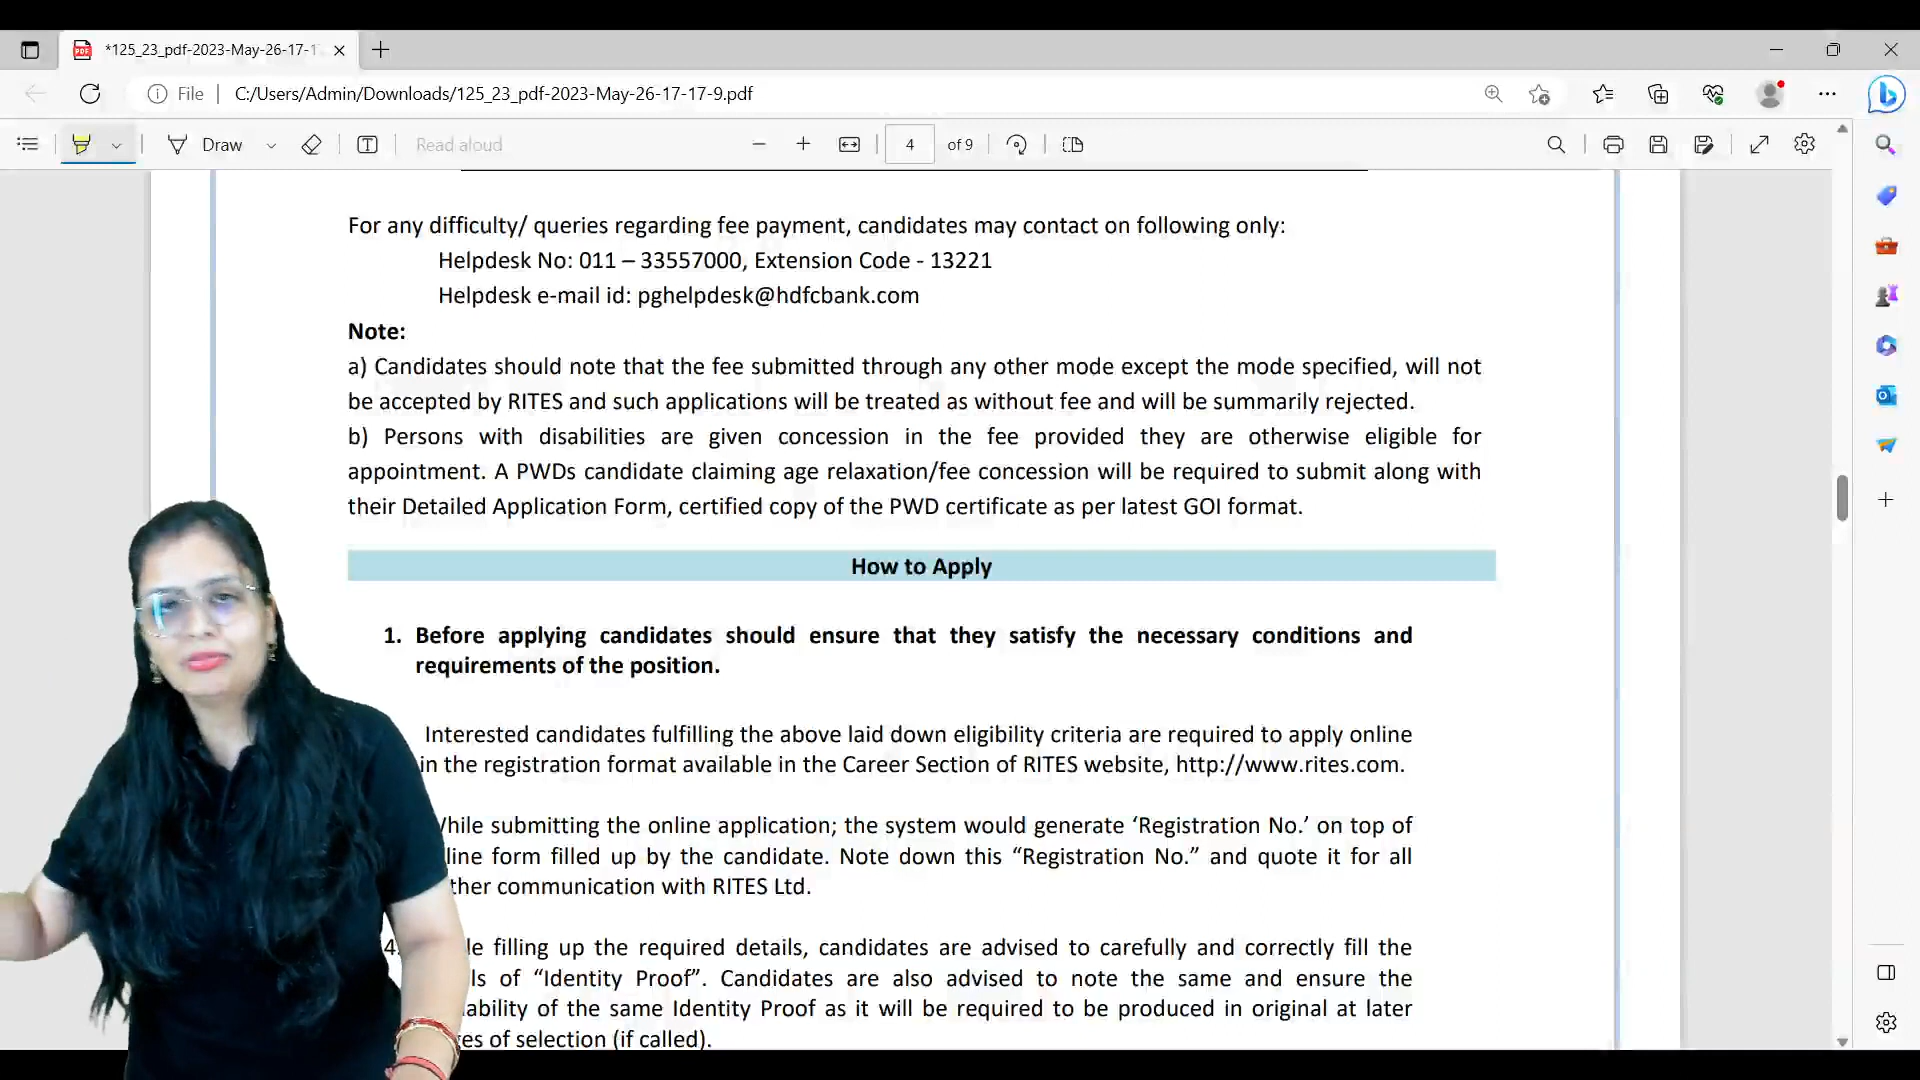 *125_23_pdf-2023-May-26-17-1
File
C:/Users/Admin/Downloads/125_23_pdf-2023-May-26-17-17-9.pdf
Draw
Read aloud
4
of 9
For any difficulty/ queries regarding fee payment, candidates may contact on following only:
Helpdesk No: 011 – 33557000, Extension Code - 13221
Helpdesk e-mail id: pghelpdesk@hdfcbank.com
Note:
a) Candidates should note that the fee submitted through any other mode except the mode specified, will not
be accepted by RITES and such applications will be treated as without fee and will be summarily rejected.
b) Persons with disabilities are given concession in the fee provided they are otherwise eligible for
appointment. A PWDs candidate claiming age relaxation/fee concession will be required to submit along with
their Detailed Application Form, certified copy of the PWD certificate as per latest GOI format.
How to Apply
1. Before applying candidates should ensure that they satisfy the necessary conditions and
requirements of the position.
Interested candidates fulfilling the above laid down eligibility criteria are required to apply online
in the registration format available in the Career Section of RITES website, http://www.rites.com.
hile submitting the online application; the system would generate ‘Registration No.’ on top of
line form filled up by the candidate. Note down this “Registration No.” and quote it for all
ther communication with RITES Ltd.
4. le filling up the required details, candidates are advised to carefully and correctly fill the
ls of “Identity Proof”. Candidates are also advised to note the same and ensure the
ability of the same Identity Proof as it will be required to be produced in original at later
es of selection (if called).